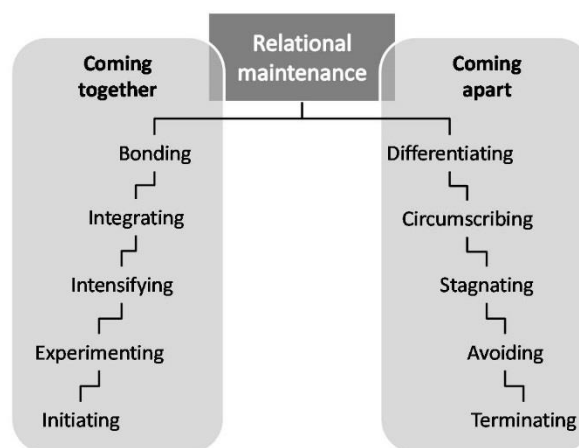 Relational
maintenance
Coming
together
Bonding
Integrating
Intensifying
Experimenting
Initiating
Coming
apart
Differentiating
Circumscribing
Stagnating
Avoiding
Terminating